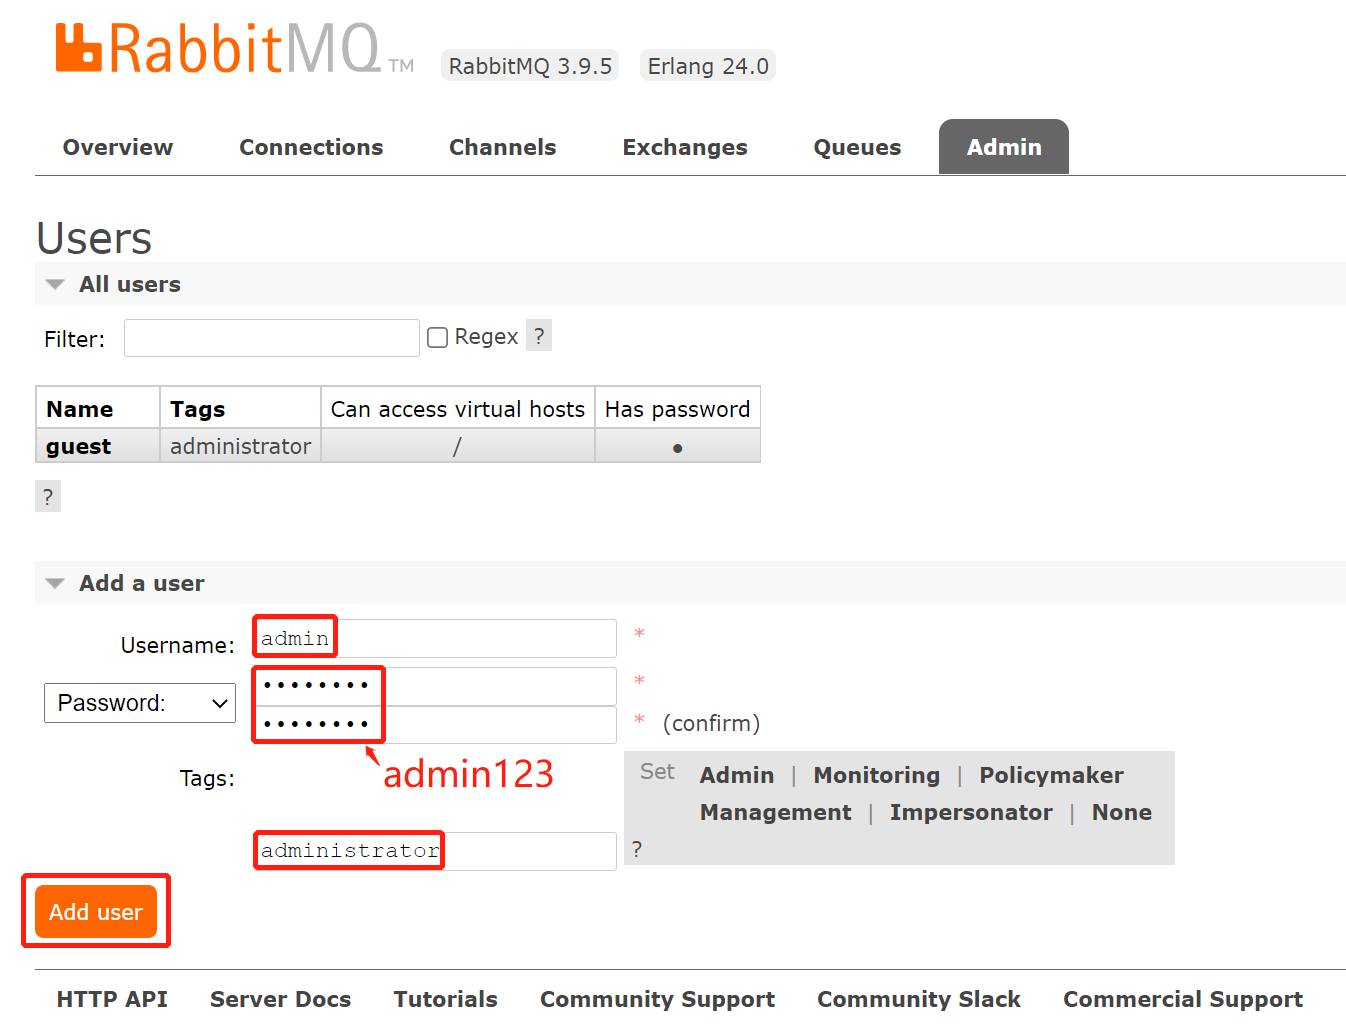 RabbitMQ TM RabbitMQ 3.9.5 Erlang 24.0
Overview Connections Channels Exchanges Queues Admin
Users
All users
Filter: Regex ?
Name Tags Can access virtual hosts Has password
guest administrator / ●
?
Add a user
Username: admin *
Password: •••••••• *
•••••••• * (confirm)
admin123
Tags: Set Admin | Monitoring | Policymaker
Management | Impersonator | None
administrator ?
Add user
HTTP API Server Docs Tutorials Community Support Community Slack Commercial Support